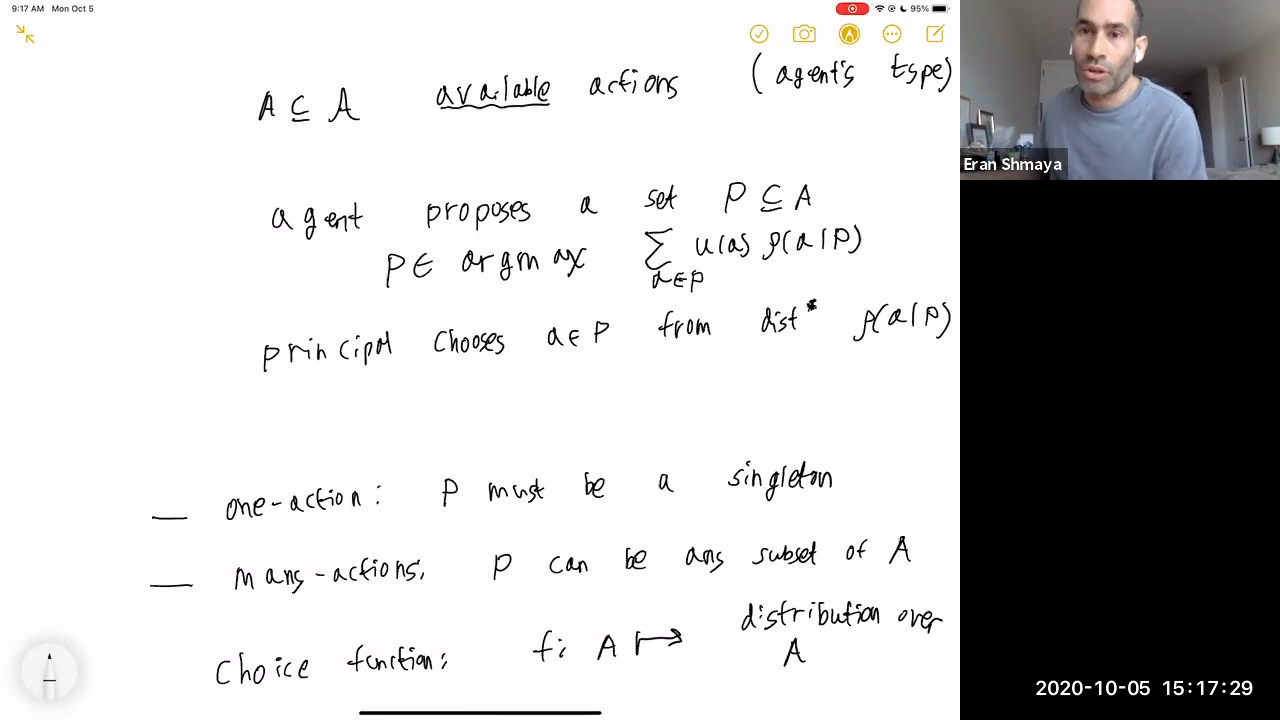 9:17 AM Mon Oct 5
95%
A ⊆ 𝒜 available actions (agent's type)
agent proposes a set P ⊆ A
P ∈ argmax ∑ u(a) ρ(a|P)
a∈P
principal chooses a∈P from dist ρ(a|P)
— one-action: P must be a singleton
— many-actions: P can be any subset of A
Choice function: f: A ↦ distribution over
A
Eran Shmaya
2020-10-05 15:17:29